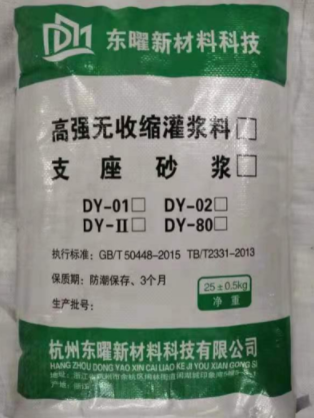 DM 东曜新材料科技
高强无收缩灌浆料□
支座砂浆□
DY-01□ DY-02□
DY-II□ DY-80□
执行标准：GB/T 50448-2015 TB/T2331-2013
保质期：防潮保存、3个月
25±0.5kg
净重
生产批号：
杭州东曜新材料科技有限公司
HANG ZHOU DONG YAO XIN CAI LIAO KE JI YOU XIAN GONG SI